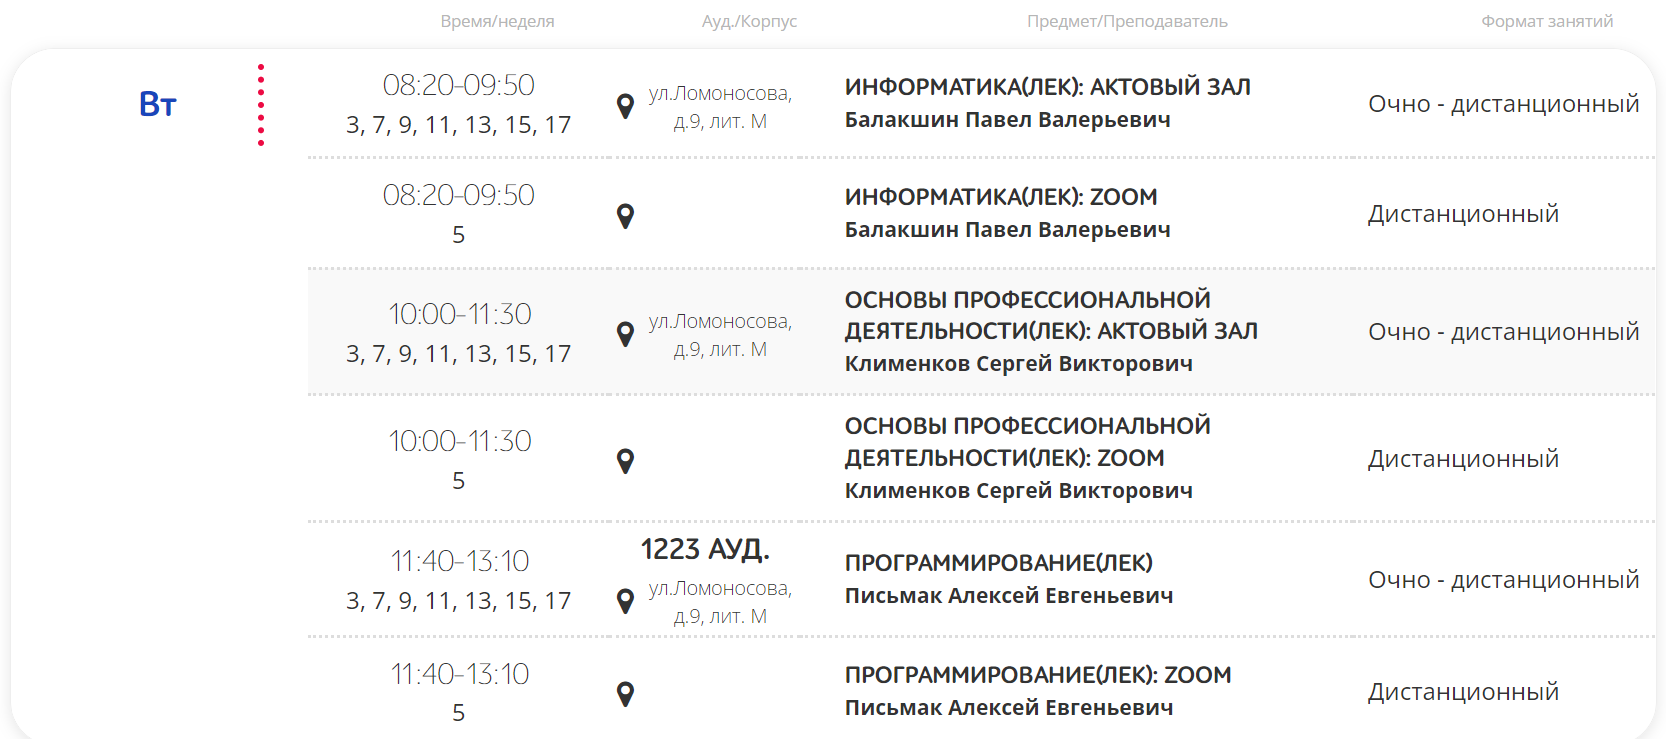 Время/неделя Ауд./Корпус Предмет/Преподаватель Формат занятий
Вт
08:20-09:50
3, 7, 9, 11, 13, 15, 17
ул.Ломоносова,
д.9, лит. М
ИНФОРМАТИКА(ЛЕК): АКТОВЫЙ ЗАЛ
Балакшин Павел Валерьевич
Очно - дистанционный
08:20-09:50
5
ИНФОРМАТИКА(ЛЕК): ZOOM
Балакшин Павел Валерьевич
Дистанционный
10:00-11:30
3, 7, 9, 11, 13, 15, 17
ул.Ломоносова,
д.9, лит. М
ОСНОВЫ ПРОФЕССИОНАЛЬНОЙ
ДЕЯТЕЛЬНОСТИ(ЛЕК): АКТОВЫЙ ЗАЛ
Клименков Сергей Викторович
Очно - дистанционный
10:00-11:30
5
ОСНОВЫ ПРОФЕССИОНАЛЬНОЙ
ДЕЯТЕЛЬНОСТИ(ЛЕК): ZOOM
Клименков Сергей Викторович
Дистанционный
11:40-13:10
3, 7, 9, 11, 13, 15, 17
1223 АУД.
ул.Ломоносова,
д.9, лит. М
ПРОГРАММИРОВАНИЕ(ЛЕК)
Письмак Алексей Евгеньевич
Очно - дистанционный
11:40-13:10
5
ПРОГРАММИРОВАНИЕ(ЛЕК): ZOOM
Письмак Алексей Евгеньевич
Дистанционный